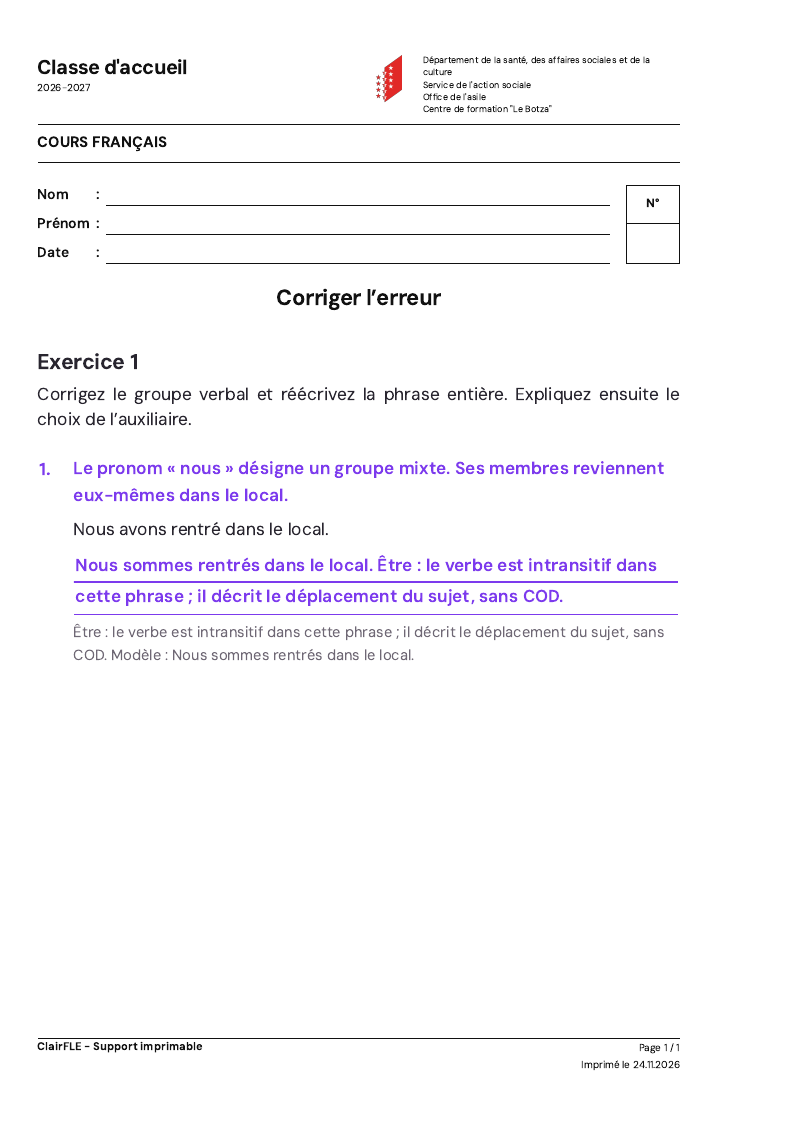 Classe d'accueil
2026-2027
Département de la santé, des affaires sociales et de la
culture
Service de l'action sociale
Office de l'asile
Centre de formation "Le Botza"
COURS FRANÇAIS
Nom :
Prénom :
Date :
N°
Corriger l’erreur
Exercice 1
Corrigez le groupe verbal et réécrivez la phrase entière. Expliquez ensuite le
choix de l’auxiliaire.
1. Le pronom « nous » désigne un groupe mixte. Ses membres reviennent
eux-mêmes dans le local.
Nous avons rentré dans le local.
Nous sommes rentrés dans le local. Être : le verbe est intransitif dans
cette phrase ; il décrit le déplacement du sujet, sans COD.
Être : le verbe est intransitif dans cette phrase ; il décrit le déplacement du sujet, sans
COD. Modèle : Nous sommes rentrés dans le local.
ClairFLE - Support imprimable
Page 1 / 1
Imprimé le 24.11.2026